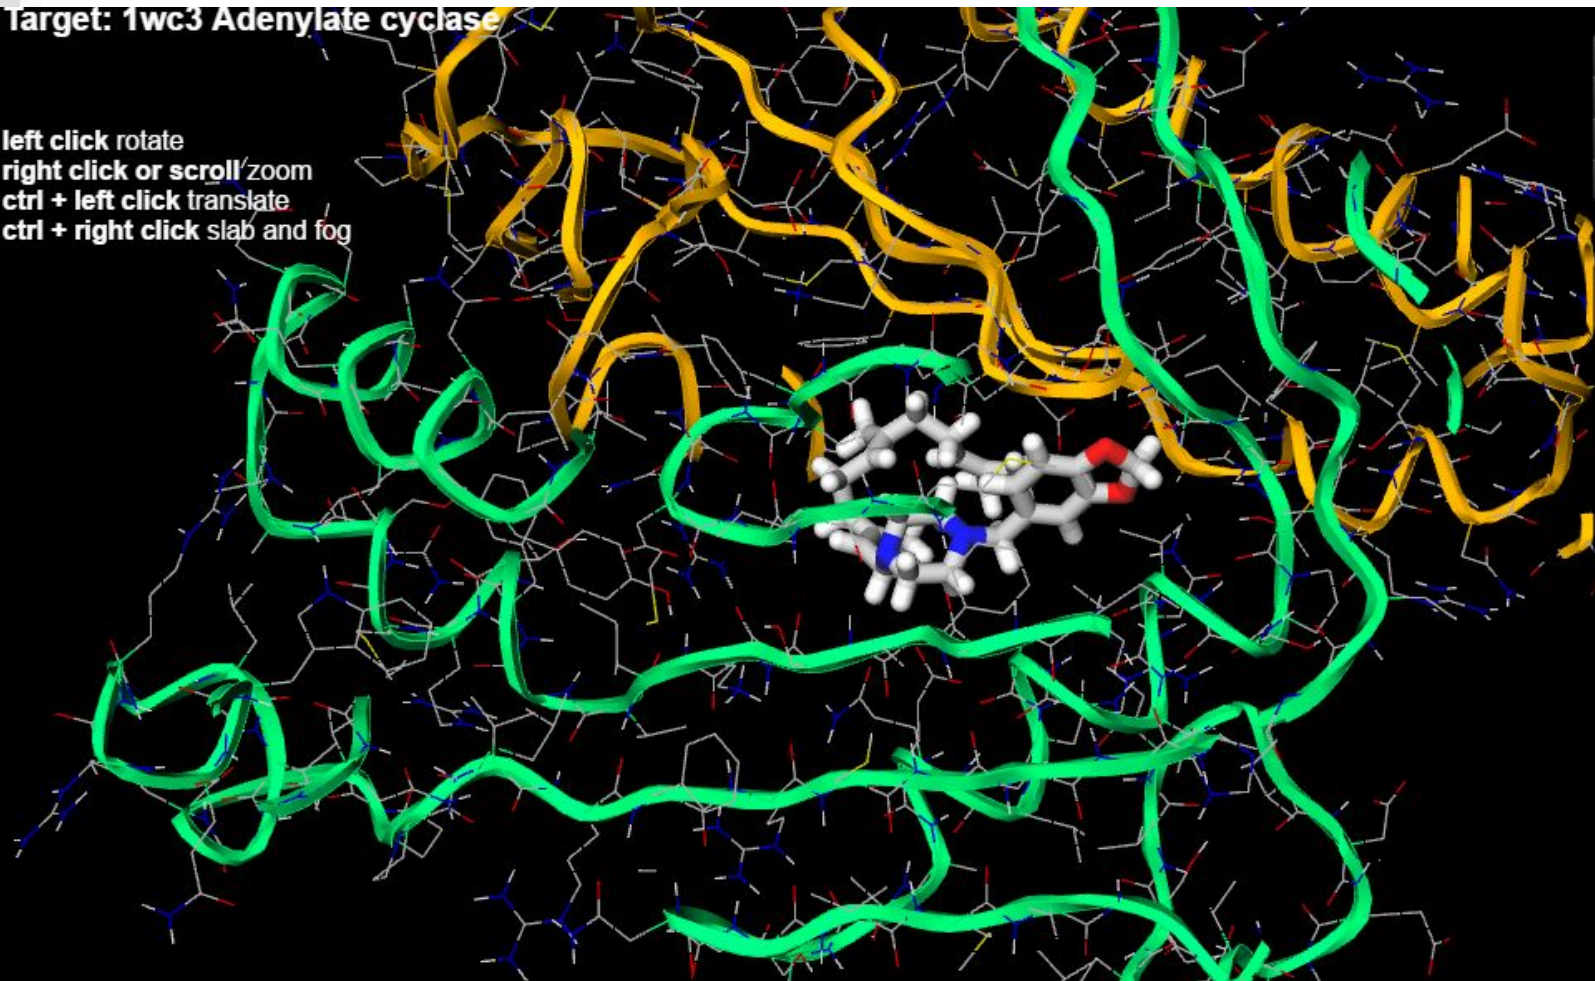 Target: 1wc3 Adenylate cyclase
left click rotate
right click or scroll zoom
ctrl + left click translate
ctrl + right click slab and fog